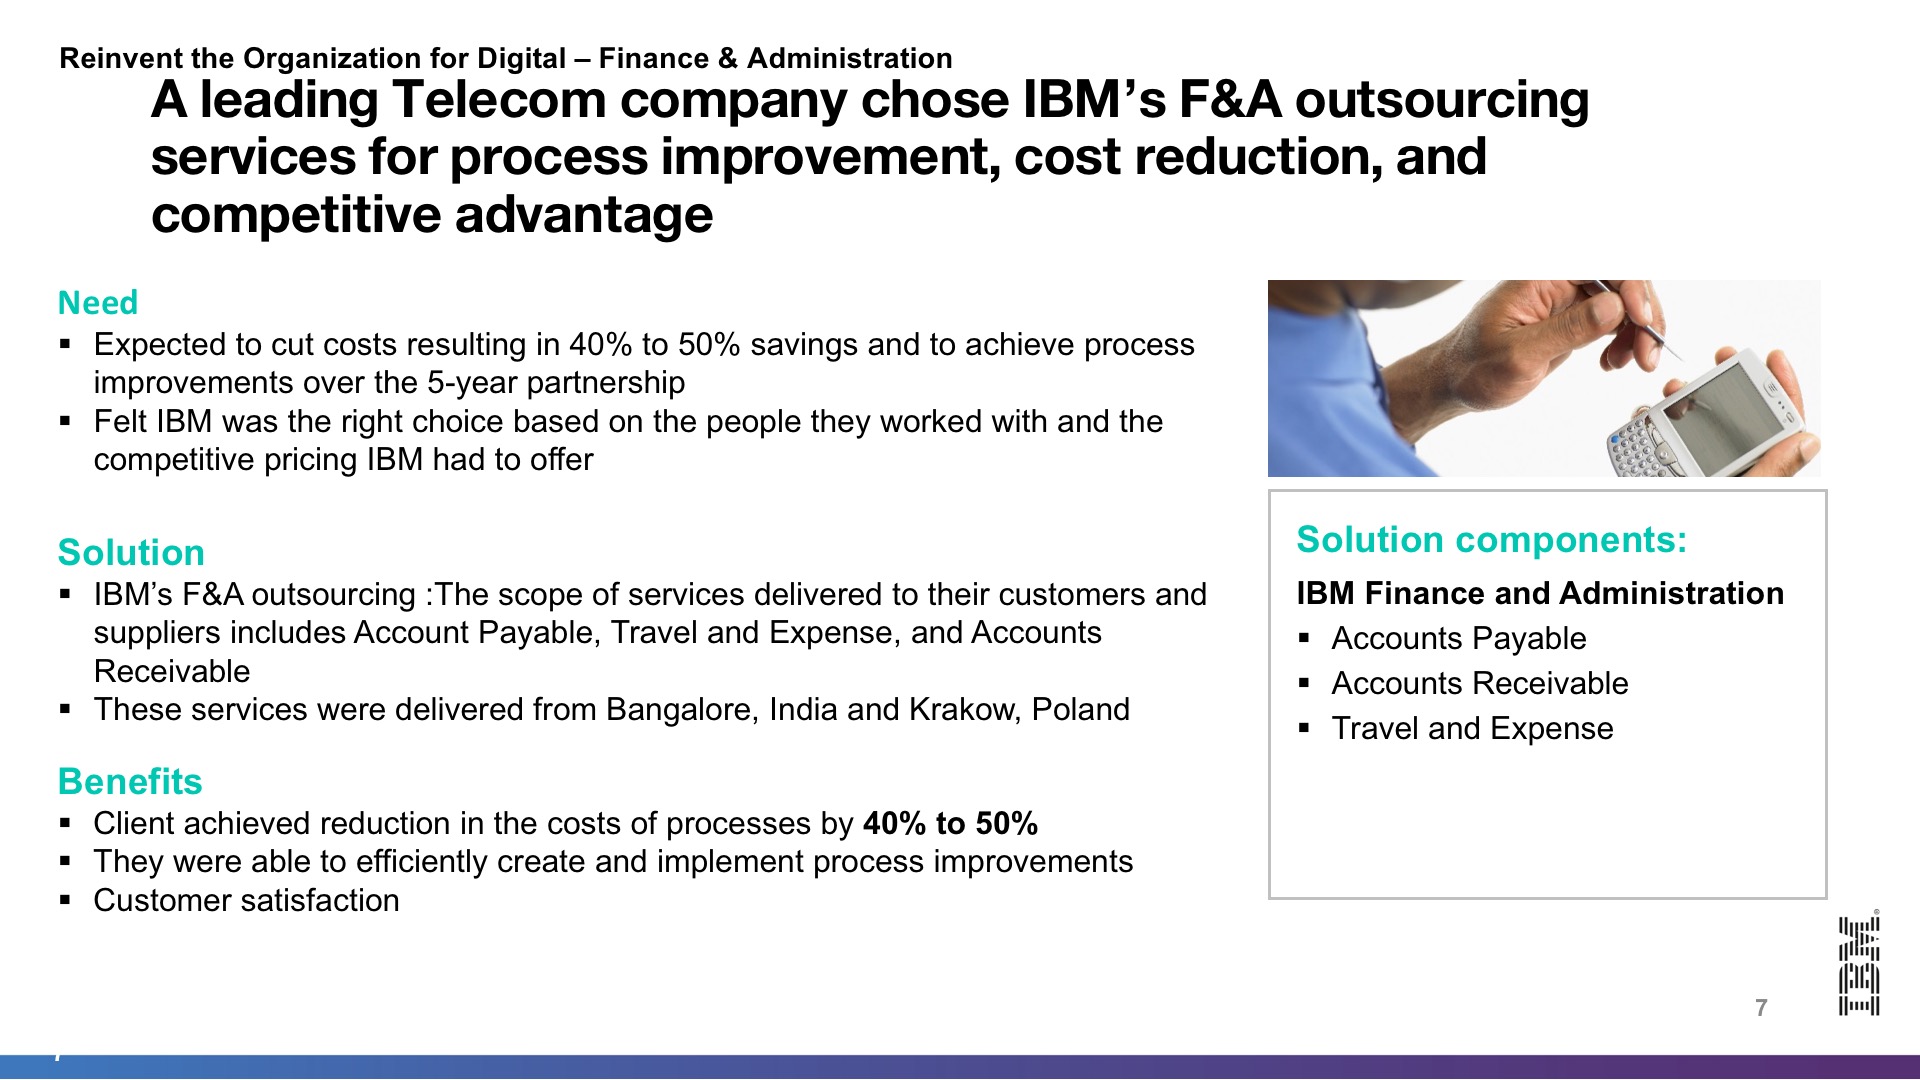 Reinvent the Organization for Digital – Finance & Administration
A leading Telecom company chose IBM’s F&A outsourcing
services for process improvement, cost reduction, and
competitive advantage
Need
▪ Expected to cut costs resulting in 40% to 50% savings and to achieve process
improvements over the 5-year partnership
▪ Felt IBM was the right choice based on the people they worked with and the
competitive pricing IBM had to offer
Solution
▪ IBM’s F&A outsourcing :The scope of services delivered to their customers and
suppliers includes Account Payable, Travel and Expense, and Accounts
Receivable
▪ These services were delivered from Bangalore, India and Krakow, Poland
Benefits
▪ Client achieved reduction in the costs of processes by 40% to 50%
▪ They were able to efficiently create and implement process improvements
▪ Customer satisfaction
Solution components:
IBM Finance and Administration
▪ Accounts Payable
▪ Accounts Receivable
▪ Travel and Expense
IBM®
7